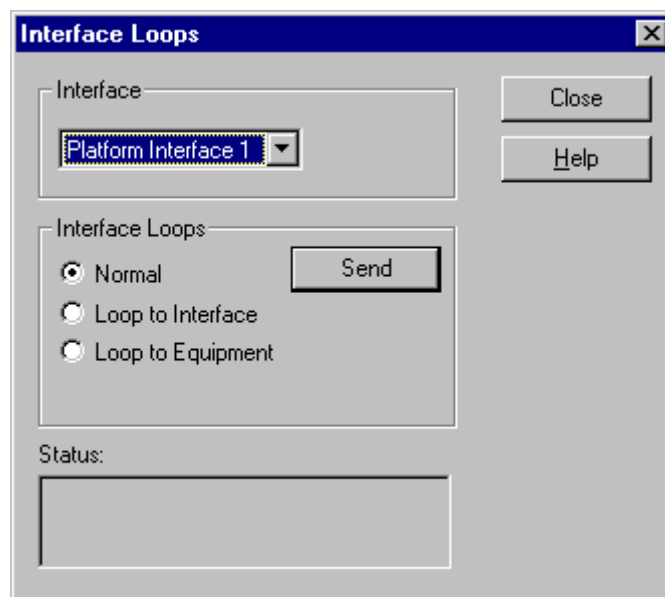 Interface Loops
Interface
Platform Interface 1
Close
Help
Interface Loops
Normal
Send
Loop to Interface
Loop to Equipment
Status: